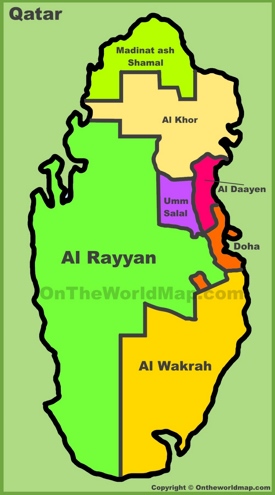 Qatar
Madinat ash
Shamal
Al Khor
Al Daayen
Umm
Salal
Doha
Al Rayyan
OnTheWorldMap.com
Al Wakrah
Copyright © Ontheworldmap.com